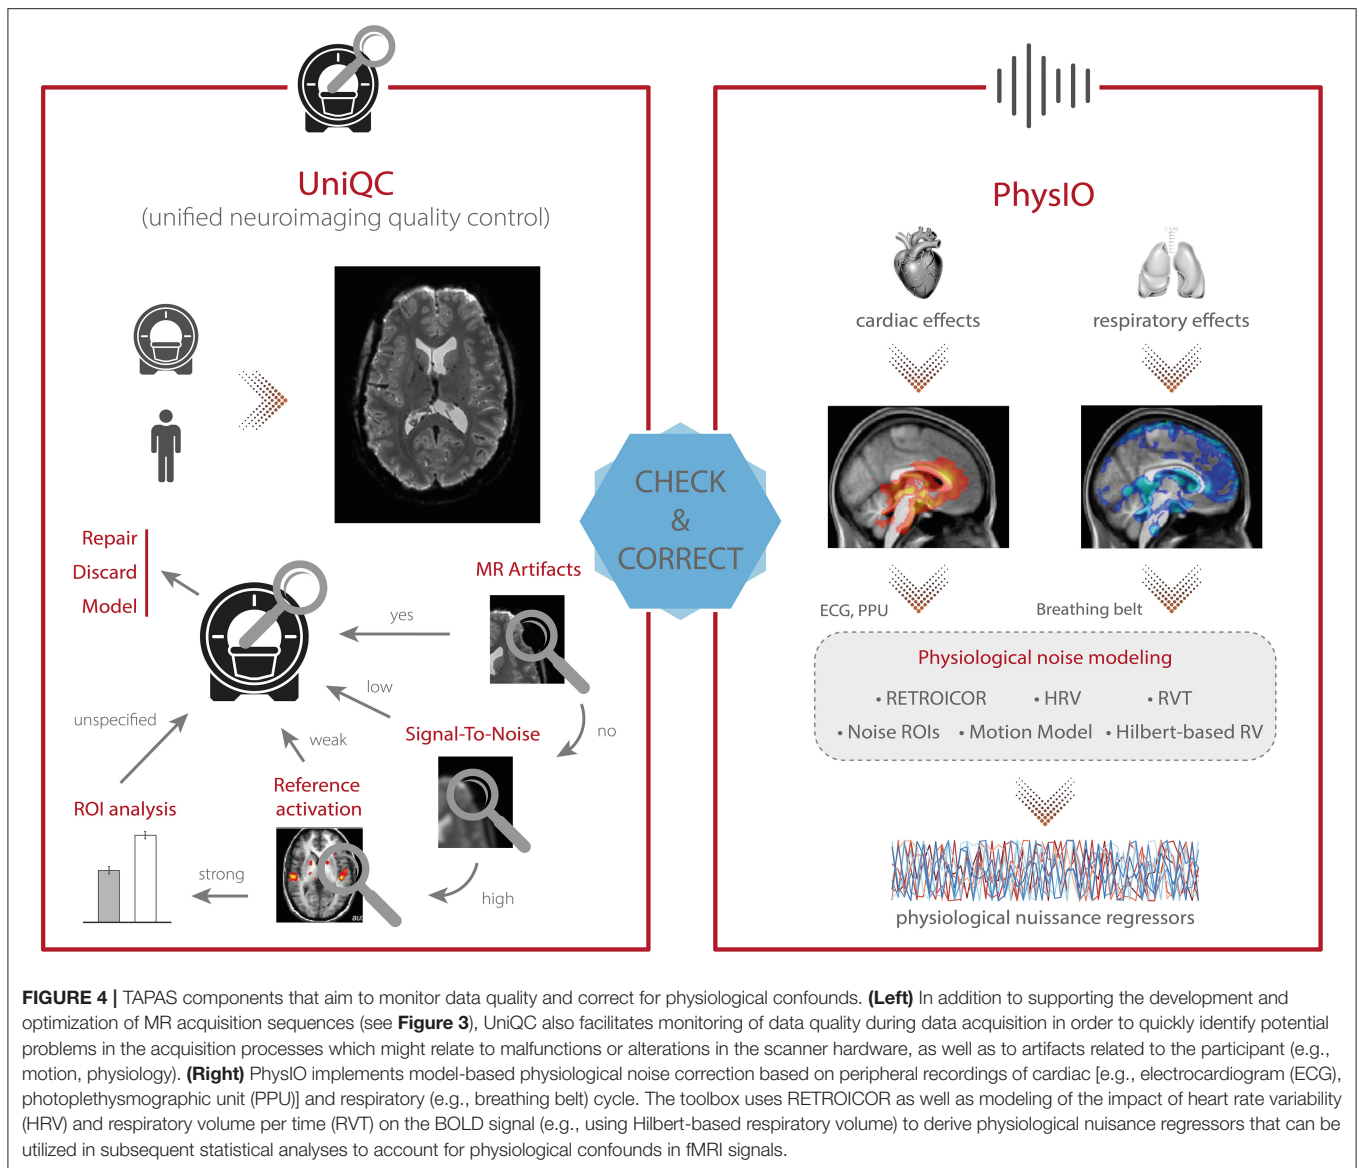 UniQC
(unified neuroimaging quality control)
Repair
Discard
Model
MR Artifacts
yes
low
no
unspecified
weak
Signal-To-Noise
Reference
activation
ROI analysis
strong
high
auc
CHECK
&
CORRECT
PhysIO
cardiac effects
respiratory effects
ECG, PPU
Breathing belt
Physiological noise modeling
• RETROICOR • HRV • RVT
• Noise ROIs • Motion Model • Hilbert-based RV
physiological nuissance regressors
FIGURE 4 | TAPAS components that aim to monitor data quality and correct for physiological confounds. (Left) In addition to supporting the development and
optimization of MR acquisition sequences (see Figure 3), UniQC also facilitates monitoring of data quality during data acquisition in order to quickly identify potential
problems in the acquisition processes which might relate to malfunctions or alterations in the scanner hardware, as well as to artifacts related to the participant (e.g.,
motion, physiology). (Right) PhysIO implements model-based physiological noise correction based on peripheral recordings of cardiac [e.g., electrocardiogram (ECG),
photoplethysmographic unit (PPU)] and respiratory (e.g., breathing belt) cycle. The toolbox uses RETROICOR as well as modeling of the impact of heart rate variability
(HRV) and respiratory volume per time (RVT) on the BOLD signal (e.g., using Hilbert-based respiratory volume) to derive physiological nuisance regressors that can be
utilized in subsequent statistical analyses to account for physiological confounds in fMRI signals.